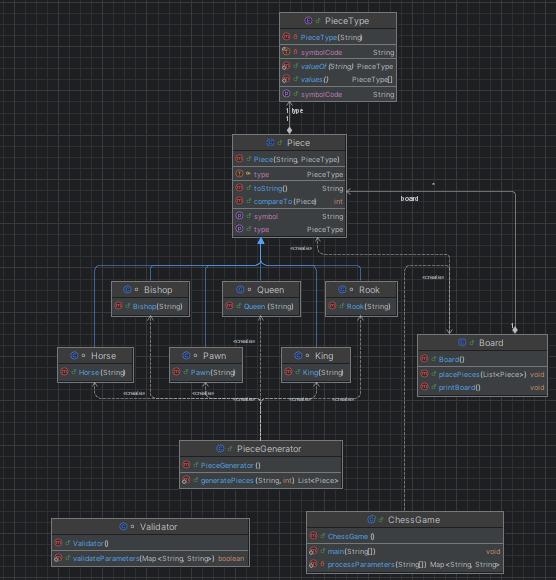 PieceType
PieceType(String)
symbolCode String
valueOf(String) PieceType
values() PieceType[]
symbolCode String
1 type
1
Piece
Piece(String, PieceType)
type PieceType
toString() String
compareTo(Piece) int
symbol String
type PieceType
*
board
«create»
«create»
Bishop
Bishop(String)
Queen
Queen (String)
Rook
Rook(String)
1
Board
Board()
placePieces(List<Piece>) void
printBoard() void
«create»
Horse
Horse (String)
Pawn
Pawn(String)
King
King(String)
«create»
«create»
«create»
«create»
«create»
PieceGenerator
PieceGenerator ()
generatePieces (String, int) List<Piece>
Validator
Validator()
validateParameters(Map<String, String>) boolean
ChessGame
ChessGame ()
main(String[]) void
processParameters(String[]) Map<String, String>